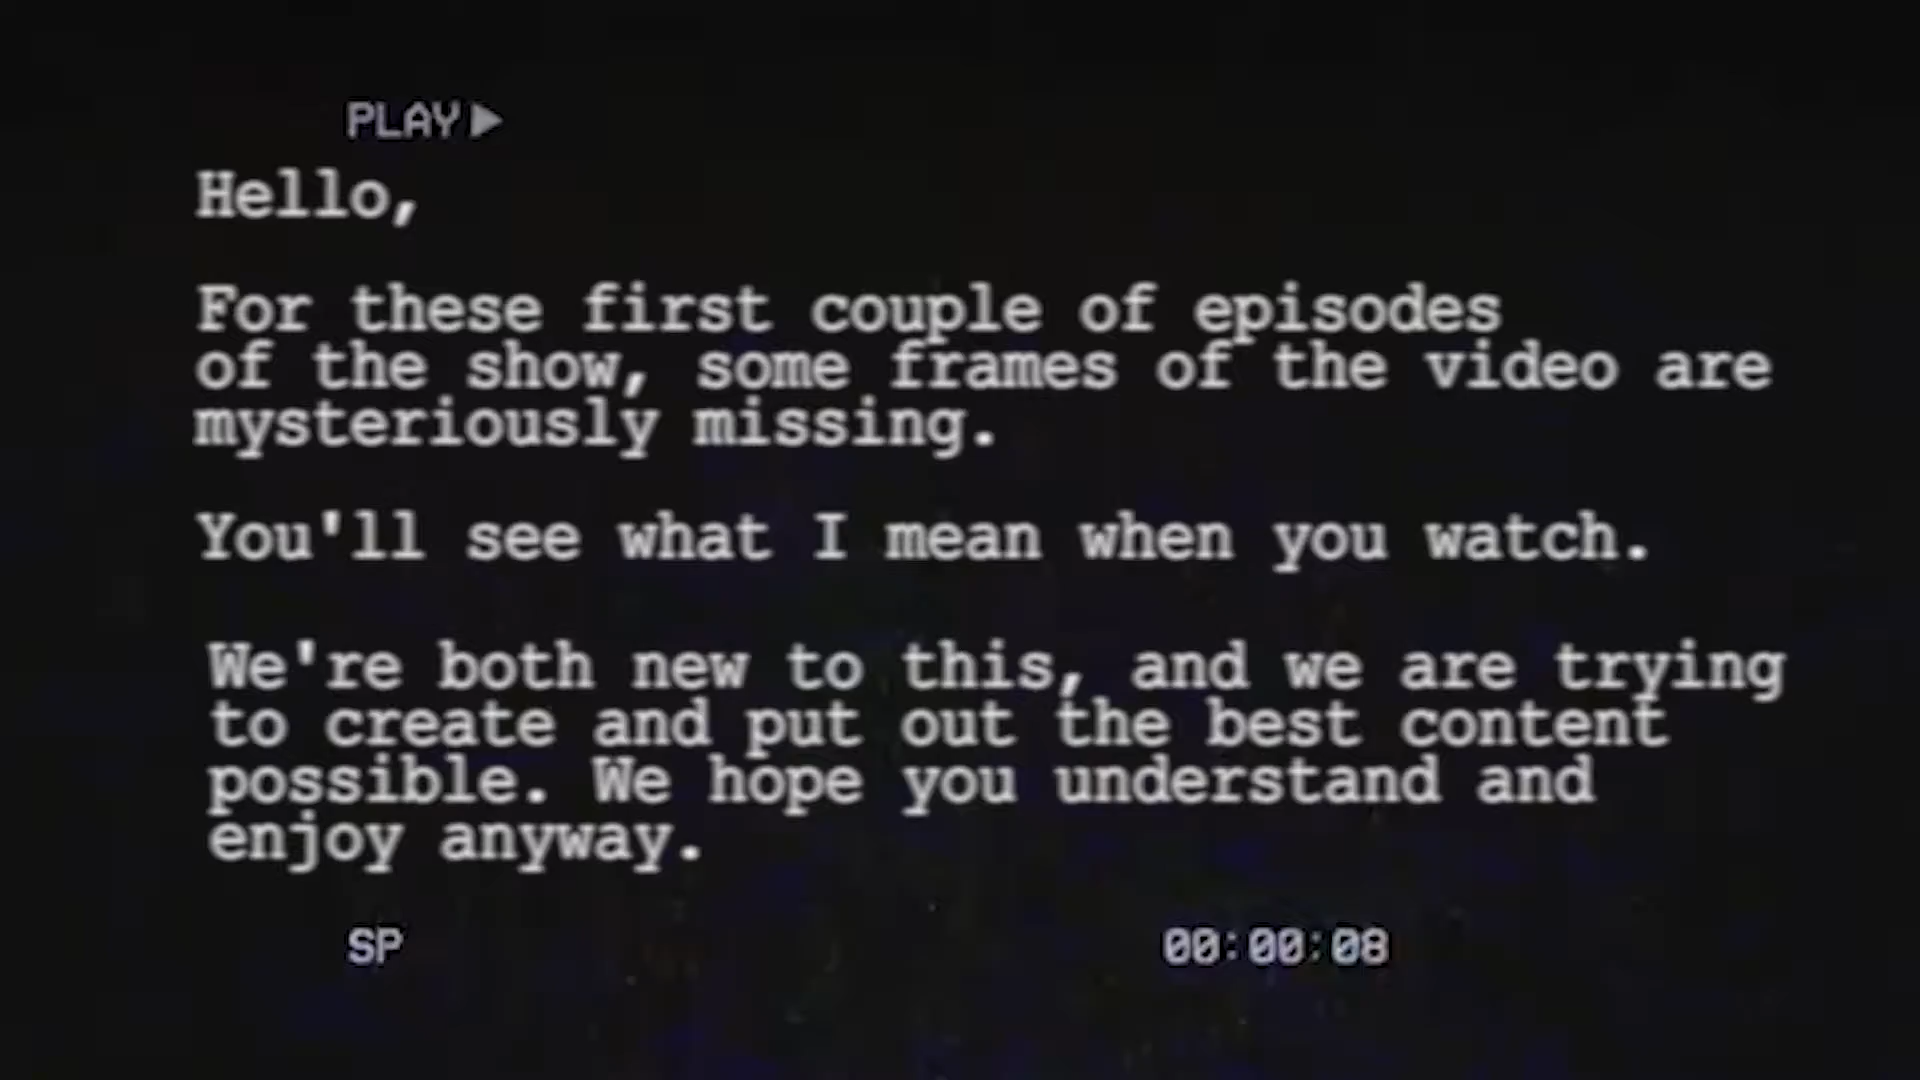 PLAY▶
Hello,
For these first couple of episodes
of the show, some frames of the video are
mysteriously missing.
You'll see what I mean when you watch.
We're both new to this, and we are trying
to create and put out the best content
possible. We hope you understand and
enjoy anyway.
SP 00:00:08